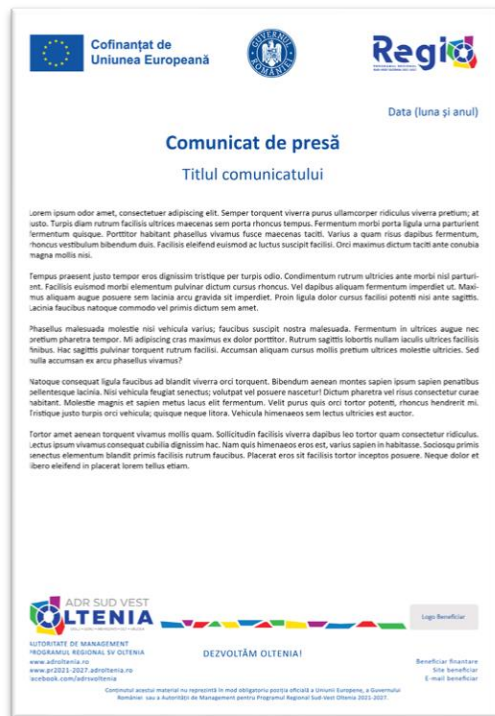 Cofinanțat de
Uniunea Europeană
GUVERNUL
ROMÂNIEI
Regio
Data (luna și anul)
Comunicat de presă
Titlul comunicatului
Lorem ipsum odor amet, consectetuer adipiscing elit. Semper torquent viverra purus ullamcorper ridiculus viverra pretium; at
justo. Turpis diam rutrum facilisis ultrices maecenas sem porta rhoncus tempus. Fermentum morbi porta ligula urna parturient
fermentum quisque. Porttitor habitant phasellus vivamus fusce maecenas taciti. Varius a quam risus dapibus fermentum,
rhoncus vestibulum bibendum duis. Facilisis eleifend euismod ac luctus suscipit facilisi. Orci maximus dictum taciti ante conubia
magna mollis nisi.
Tempus praesent justo tempor eros dignissim tristique per turpis odio. Condimentum rutrum ultricies ante morbi nisl parturi-
ent. Facilisi euismod morbi elementum pulvinar dictum cursus rhoncus. Vel dapibus aliquam fermentum imperdiet ut. Maxi-
mus aliquam augue posuere sem lacinia arcu gravida sit imperdiet. Proin ligula dolor cursus facilisi potenti nisi ante sagittis.
Lacinia faucibus natoque commodo vel primis dictum sem amet.
Phasellus malesuada molestie nisi vehicula varius; faucibus suscipit nostra malesuada. Fermentum in ultrices augue nec
pretium pharetra tempor. Mi adipiscing cras maximus ex dolor porttitor. Rutrum sagittis lobortis nullam iaculis ultrices facilisis
finibus. Hac sagittis pulvinar torquent rutrum facilisi. Accumsan aliquam cursus mollis pretium ultrices molestie ultricies. Sed
nulla accumsan ex arcu phasellus vivamus?
Natoque consequat ligula faucibus ad blandit viverra orci torquent. Bibendum aenean montes sapien ipsum sapien penatibus
pellentesque lacinia. Nisi vehicula feugiat senectus; volutpat vel posuere nascetur! Dictum pharetra vel risus consectetur curae
habitant. Molestie magnis et sapien metus lacus elit fermentum. Velit purus quis orci tortor potenti, rhoncus hendrerit mi.
Tristique justo turpis orci vehicula; quisque neque litora. Vehicula himenaeos sem lectus ultricies est auctor.
Tortor amet aenean torquent vivamus mollis quam. Sollicitudin facilisis viverra dapibus leo tortor quam consectetur ridiculus.
Lectus ipsum vivamus consequat cubilia dignissim hac. Nam quis himenaeos eros est, varius sapien in habitasse. Sociosqu primis
senectus elementum blandit primis facilisis rutrum faucibus. Placerat eros sit facilisis tortor inceptos posuere. Neque dolor et
libero eleifend in placerat lorem tellus etiam.
ADR SUD VEST
OLTENIA
Logo Beneficiar
AUTORITATE DE MANAGEMENT
PROGRAMUL REGIONAL SV OLTENIA
www.adroltenia.ro
www.pr2021-2027.adroltenia.ro
facebook.com/adrsvoltenia
DEZVOLTĂM OLTENIA!
Beneficiar finantare
Site beneficiar
E-mail beneficiar
Conținutul acestui material nu reprezintă în mod obligatoriu poziția oficială a Uniunii Europene, a Guvernului
României sau a Autorității de Management pentru Programul Regional Sud-Vest Oltenia 2021-2027.